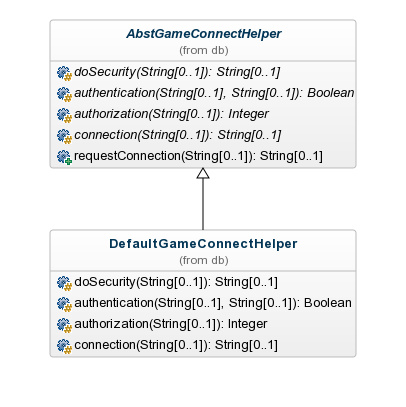 AbstGameConnectHelper
(from db)
doSecurity(String[0..1]): String[0..1]
authentication(String[0..1], String[0..1]): Boolean
authorization(String[0..1]): Integer
connection(String[0..1]): String[0..1]
requestConnection(String[0..1]): String[0..1]
DefaultGameConnectHelper
(from db)
doSecurity(String[0..1]): String[0..1]
authentication(String[0..1], String[0..1]): Boolean
authorization(String[0..1]): Integer
connection(String[0..1]): String[0..1]